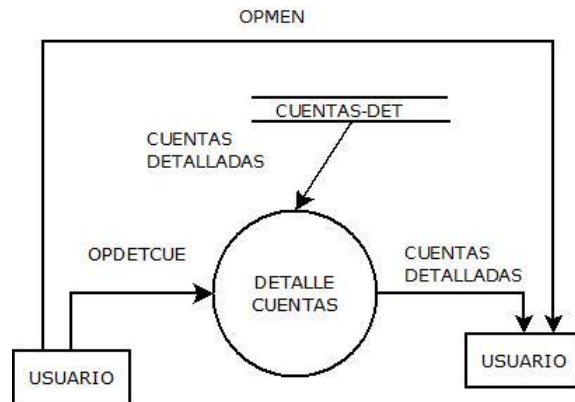 OPMEN
CUENTAS-DET
CUENTAS
DETALLADAS
OPDETCUE
DETALLE
CUENTAS
CUENTAS
DETALLADAS
USUARIO
USUARIO